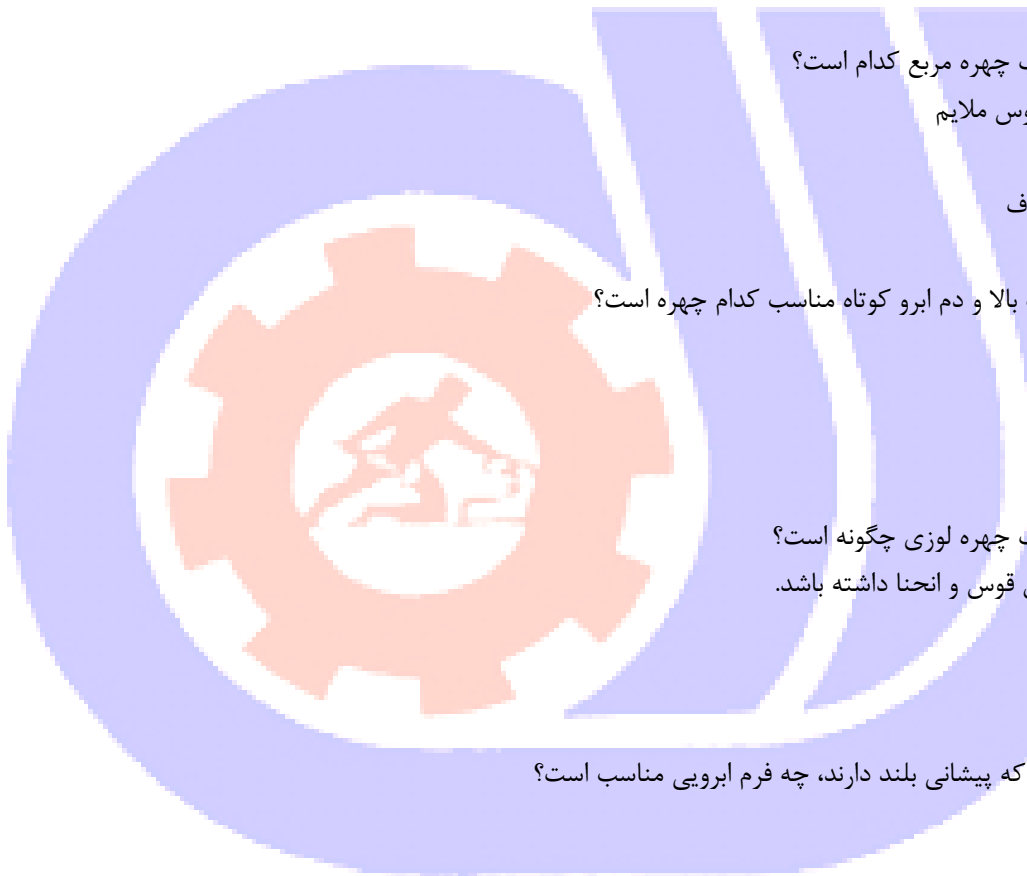 چهره مربع کدام است؟
ملایم
بالا و دم ابرو کوتاه مناسب کدام چهره است؟
چهره لوزی چگونه است؟
قوس و انحنا داشته باشد.
که پیشانی بلند دارند، چه فرم ابرویی مناسب است؟